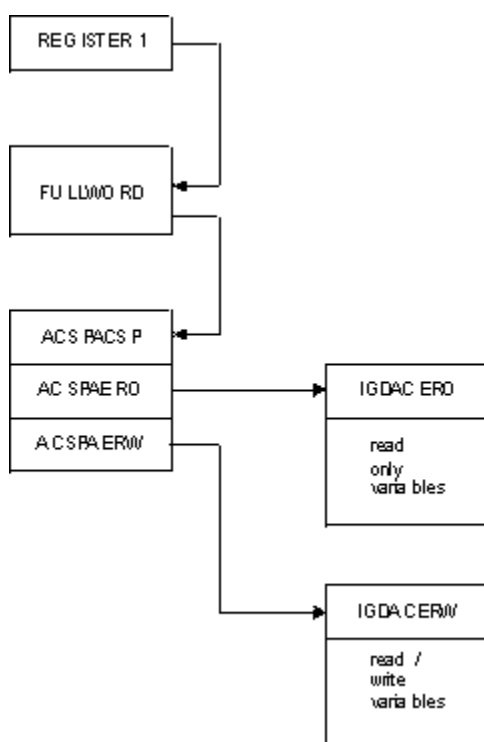 REGISTER 1
FULLWORD
ACSPACSP
ACSPAERO
ACSPAERW
IGDACERO
read
only
variables
IGDACERW
read /
write
variables